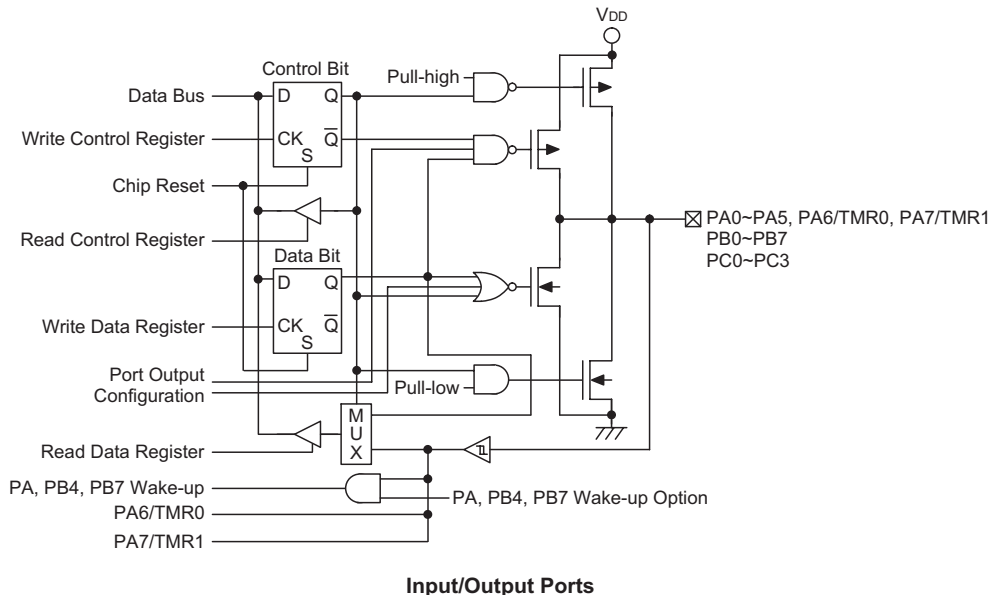 VDD
Control Bit
Pull-high
Data Bus
D Q
Write Control Register
CK Q̅
S
Chip Reset
PA0~PA5, PA6/TMR0, PA7/TMR1
PB0~PB7
PC0~PC3
Read Control Register
Data Bit
D Q
Write Data Register
CK Q̅
S
Port Output
Configuration
Pull-low
M
U
X
Read Data Register
PA, PB4, PB7 Wake-up
PA, PB4, PB7 Wake-up Option
PA6/TMR0
PA7/TMR1
Input/Output Ports